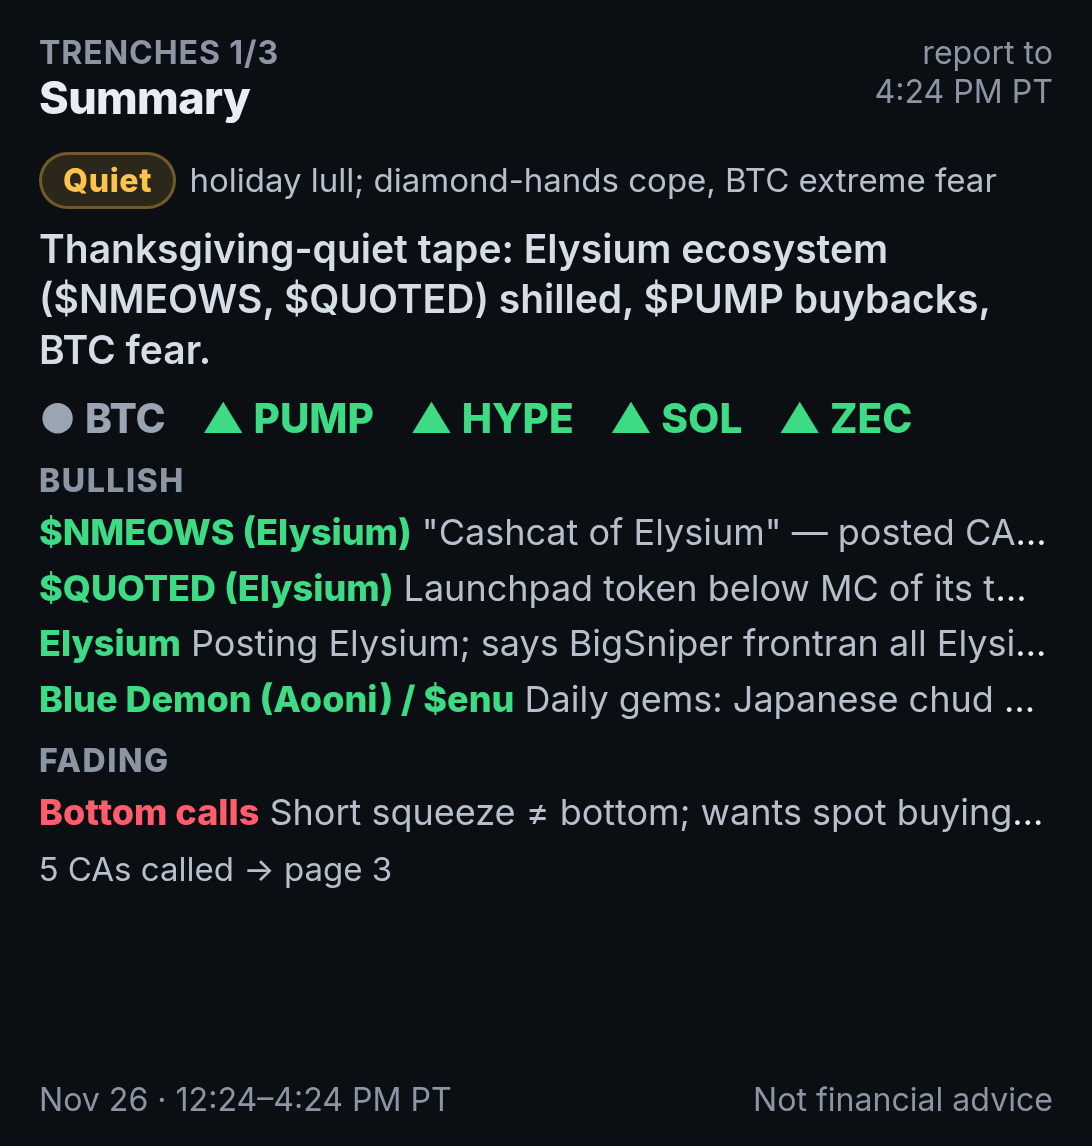 TRENCHES 1/3
Summary
report to
4:24 PM PT
Quiet holiday lull; diamond-hands cope, BTC extreme fear
Thanksgiving-quiet tape: Elysium ecosystem
($NMEOWS, $QUOTED) shilled, $PUMP buybacks,
BTC fear.
● BTC ▲ PUMP ▲ HYPE ▲ SOL ▲ ZEC
BULLISH
$NMEOWS (Elysium) "Cashcat of Elysium" — posted CA...
$QUOTED (Elysium) Launchpad token below MC of its t...
Elysium Posting Elysium; says BigSniper frontran all Elysi...
Blue Demon (Aooni) / $enu Daily gems: Japanese chud ...
FADING
Bottom calls Short squeeze ≠ bottom; wants spot buying...
5 CAs called → page 3
Nov 26 · 12:24–4:24 PM PT
Not financial advice